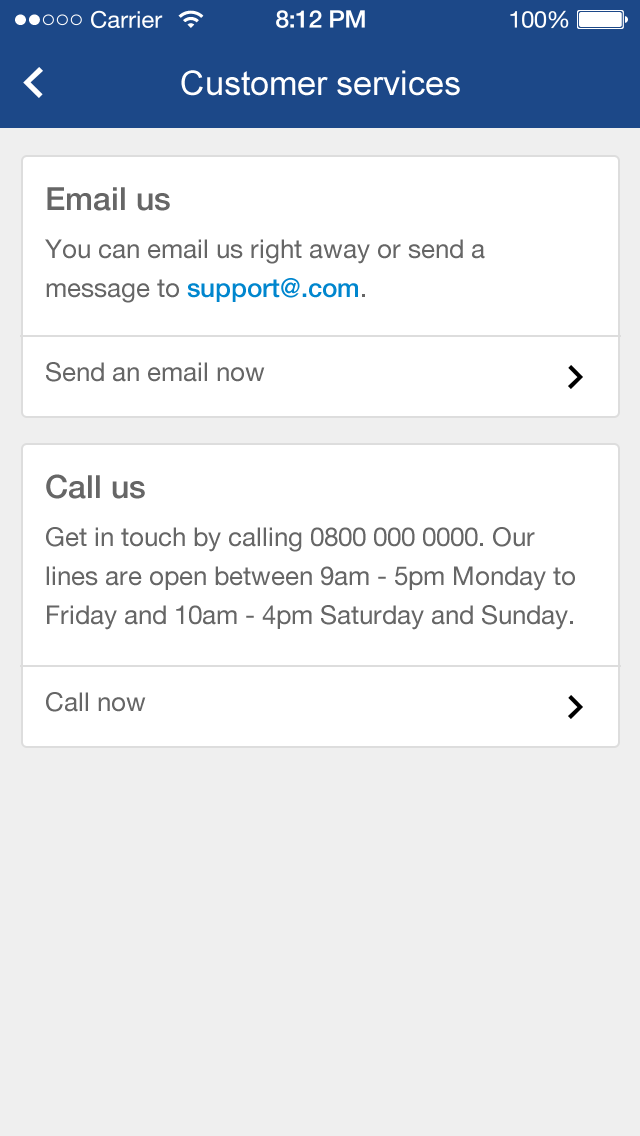 Carrier 8:12 PM 100%
Customer services
Email us
You can email us right away or send a
message to support@.com.
Send an email now
Call us
Get in touch by calling 0800 000 0000. Our
lines are open between 9am - 5pm Monday to
Friday and 10am - 4pm Saturday and Sunday.
Call now